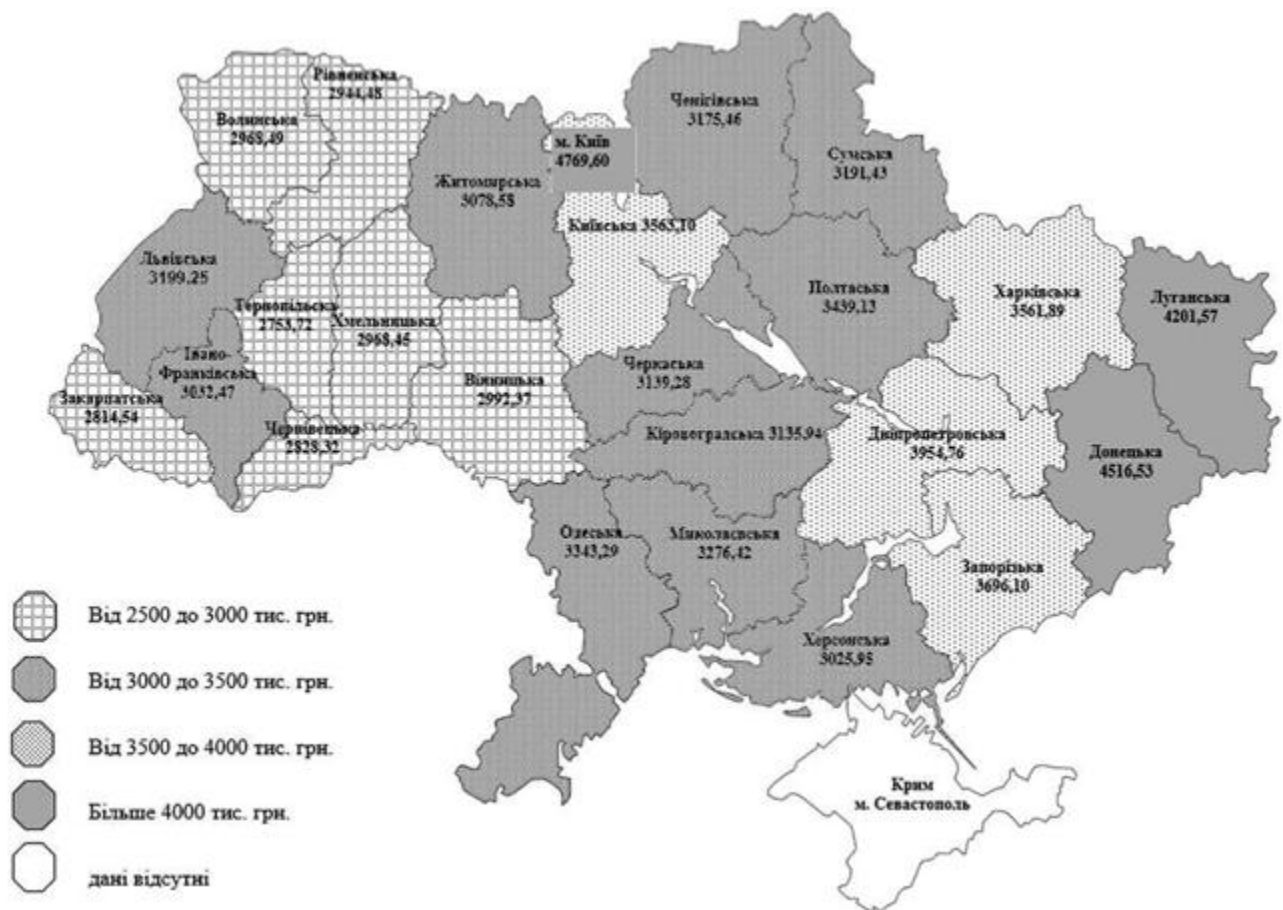 Рівненська
2944,48
Волинська
2968,49
Житомирська
3078,58
м. Київ
4769,60
Ченігівська
3175,46
Сумська
3191,43
Київська 3563,10
Львівська
3199,25
Тернопільска
2753,72
Хмельницька
2968,45
Вінницька
2992,37
Івано-
Франківська
3032,47
Закарпатська
2814,54
Чернівецька
2828,32
Черкаська
3139,28
Полтаська
3439,13
Харківська
3561,89
Луганська
4201,57
Кіровоградська 3135,94
Дніпропетровська
3954,76
Донецька
4516,53
Одеська
3343,29
Миколаєвська
3276,42
Запорізька
3696,10
Херсонська
3025,95
Крим
м. Севастополь
Від 2500 до 3000 тис. грн.
Від 3000 до 3500 тис. грн.
Від 3500 до 4000 тис. грн.
Більше 4000 тис. грн.
дані відсутні